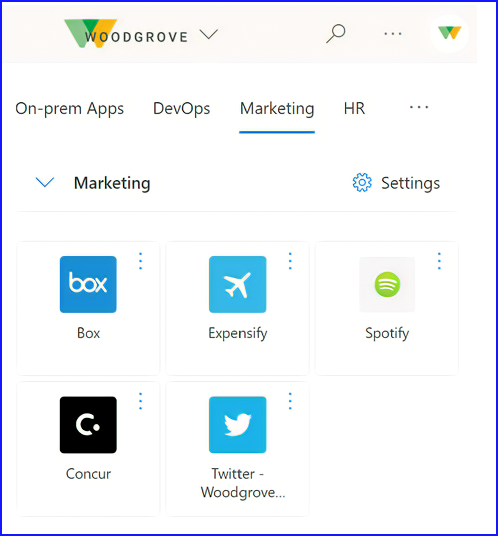 WOODGROVE
On-prem Apps DevOps Marketing HR ...
Marketing Settings
box
Box Expensify Spotify
Concur Twitter -
Woodgrove...